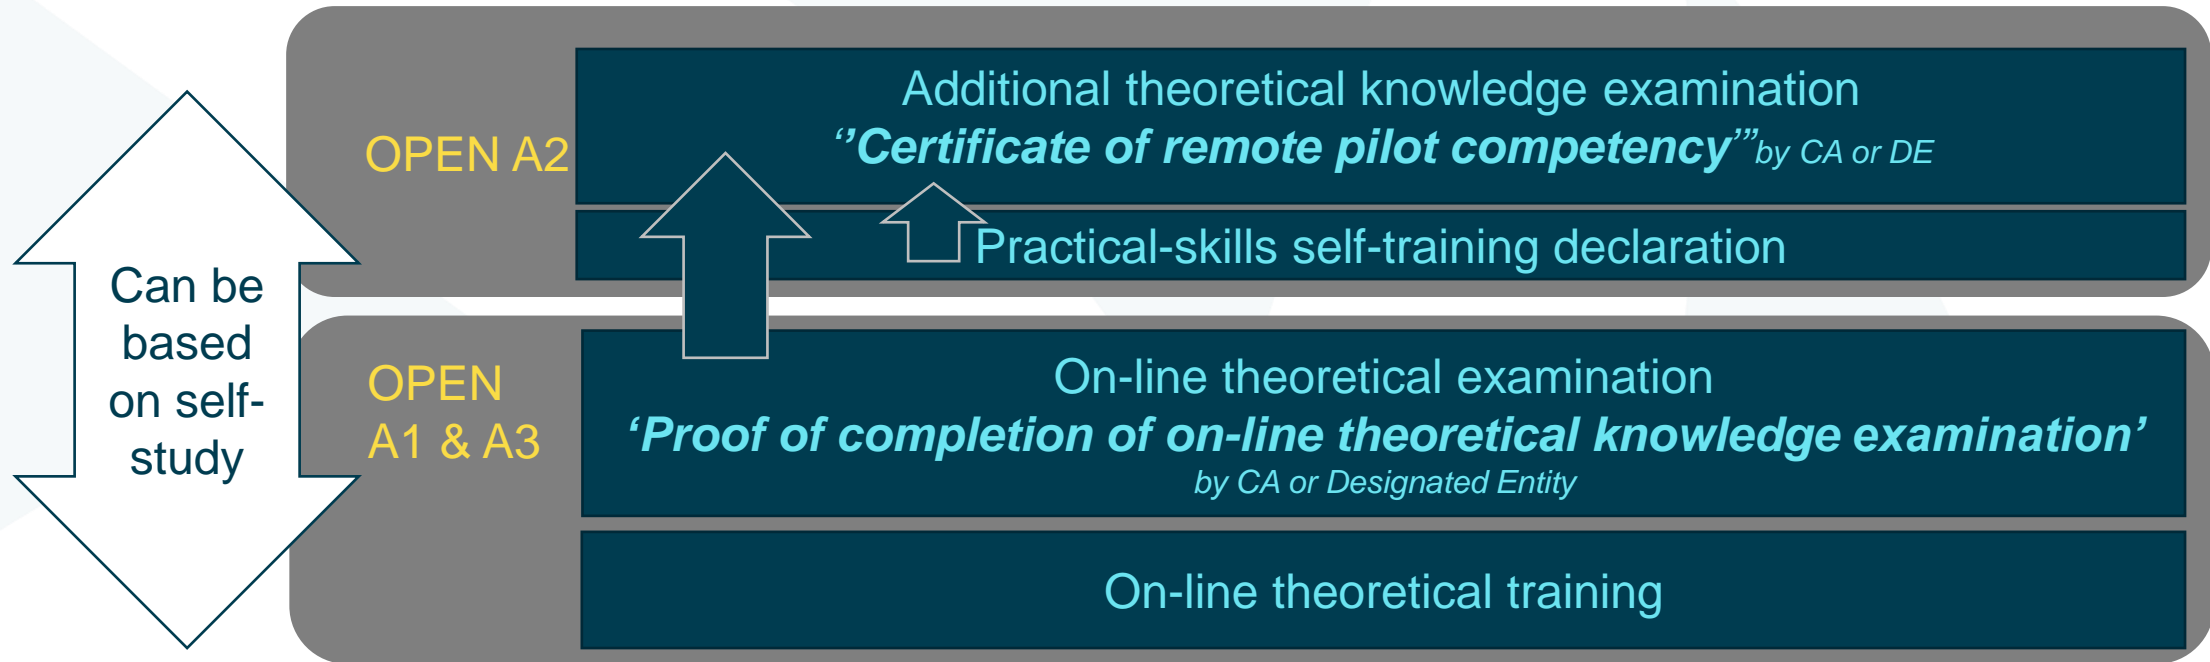 Can be
based
on self-
study
OPEN A2
Additional theoretical knowledge examination
‘’Certificate of remote pilot competency’” by CA or DE
Practical-skills self-training declaration
OPEN
A1 & A3
On-line theoretical examination
‘Proof of completion of on-line theoretical knowledge examination’
by CA or Designated Entity
On-line theoretical training